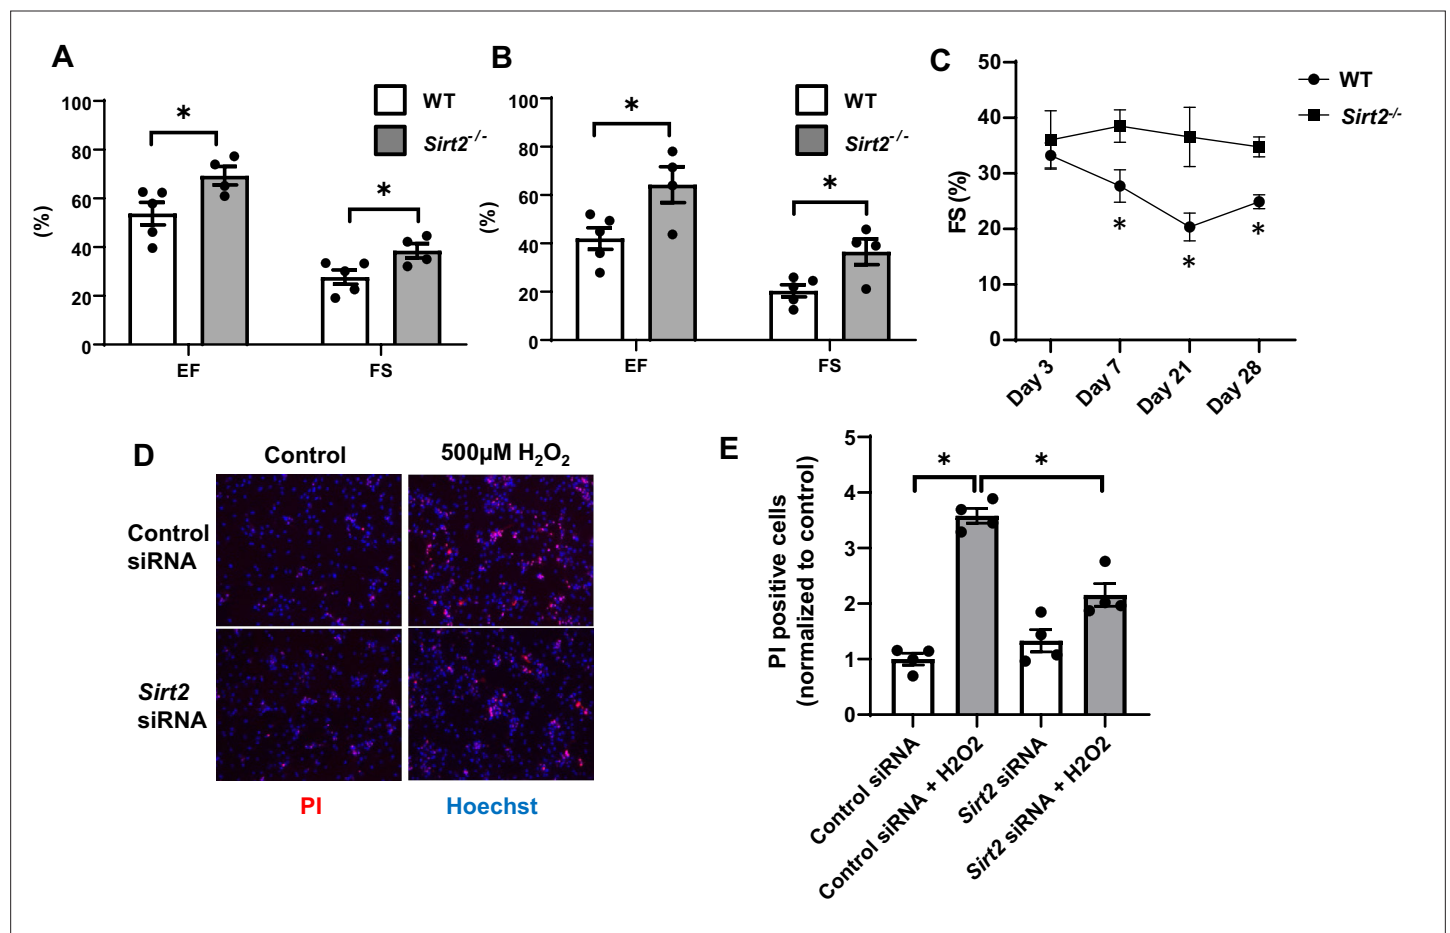 A
100
80
60
40
20
0
(%)
*
*
WT
Sirt2-/-
EF
FS
B
100
80
60
40
20
0
(%)
*
*
WT
Sirt2-/-
EF
FS
C
50
40
30
20
10
0
FS (%)
WT
Sirt2-/-
*
*
*
Day 3
Day 7
Day 21
Day 28
D
Control
500µM H2O2
Control
siRNA
Sirt2
siRNA
PI
Hoechst
E
5
4
3
2
1
0
PI positive cells
(normalized to control)
*
*
Control siRNA
Control siRNA + H2O2
Sirt2 siRNA
Sirt2 siRNA + H2O2